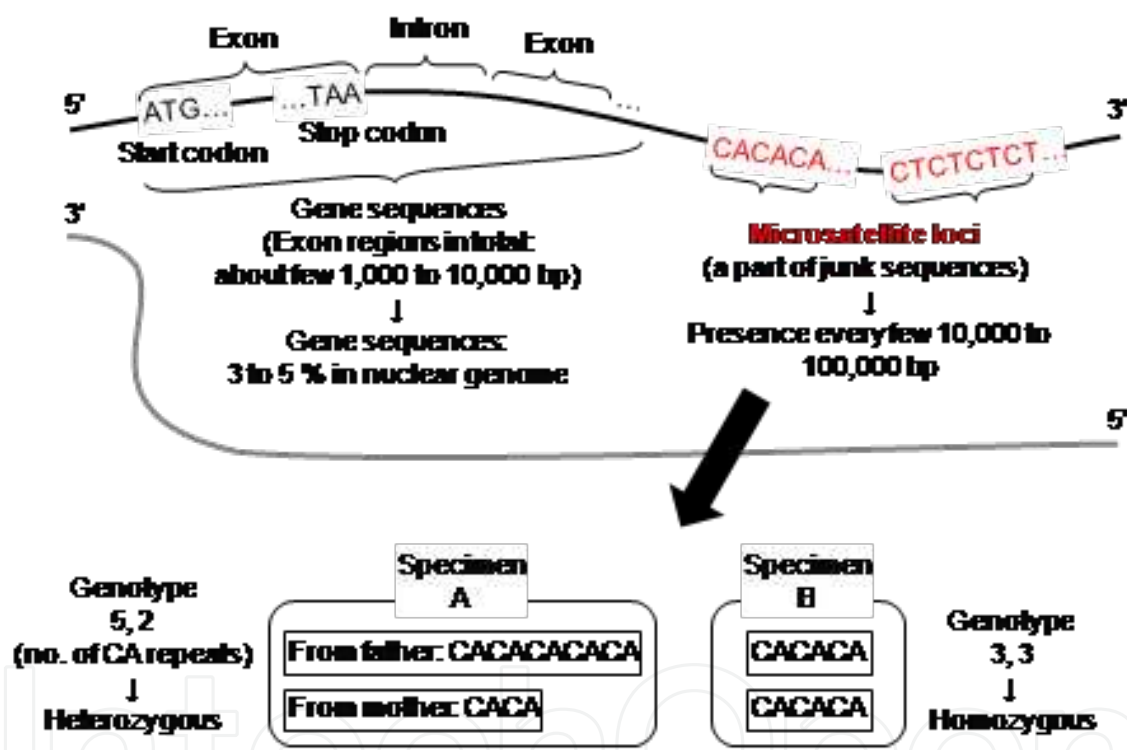 Exon
Intron
Exon
5'
ATG...
...TAA
...
3'
Start codon
Stop codon
CACACA...
CTCTCTCT...
3'
Gene sequences
(Exon regions in total:
about few 1,000 to 10,000 bp)
↓
Gene sequences:
3 to 5 % in nuclear genome
Microsatellite loci
(a part of junk sequences)
↓
Presence every few 10,000 to
100,000 bp
5'
Genotype
5, 2
(no. of CA repeats)
↓
Heterozygous
Specimen
A
From father: CACACACACA
From mother: CACA
Specimen
B
CACACA
CACACA
Genotype
3, 3
↓
Homozygous